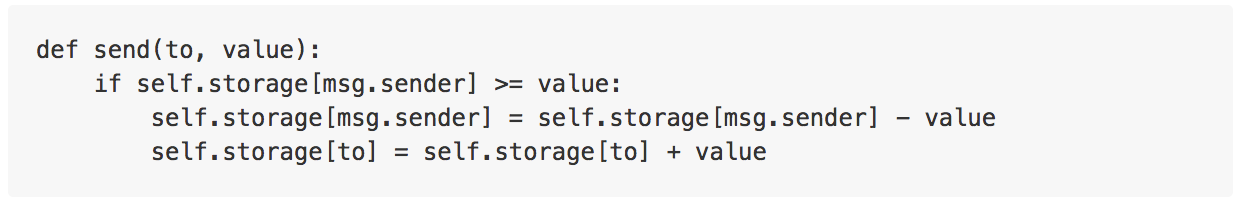 def send(to, value):
    if self.storage[msg.sender] >= value:
        self.storage[msg.sender] = self.storage[msg.sender] - value
        self.storage[to] = self.storage[to] + value